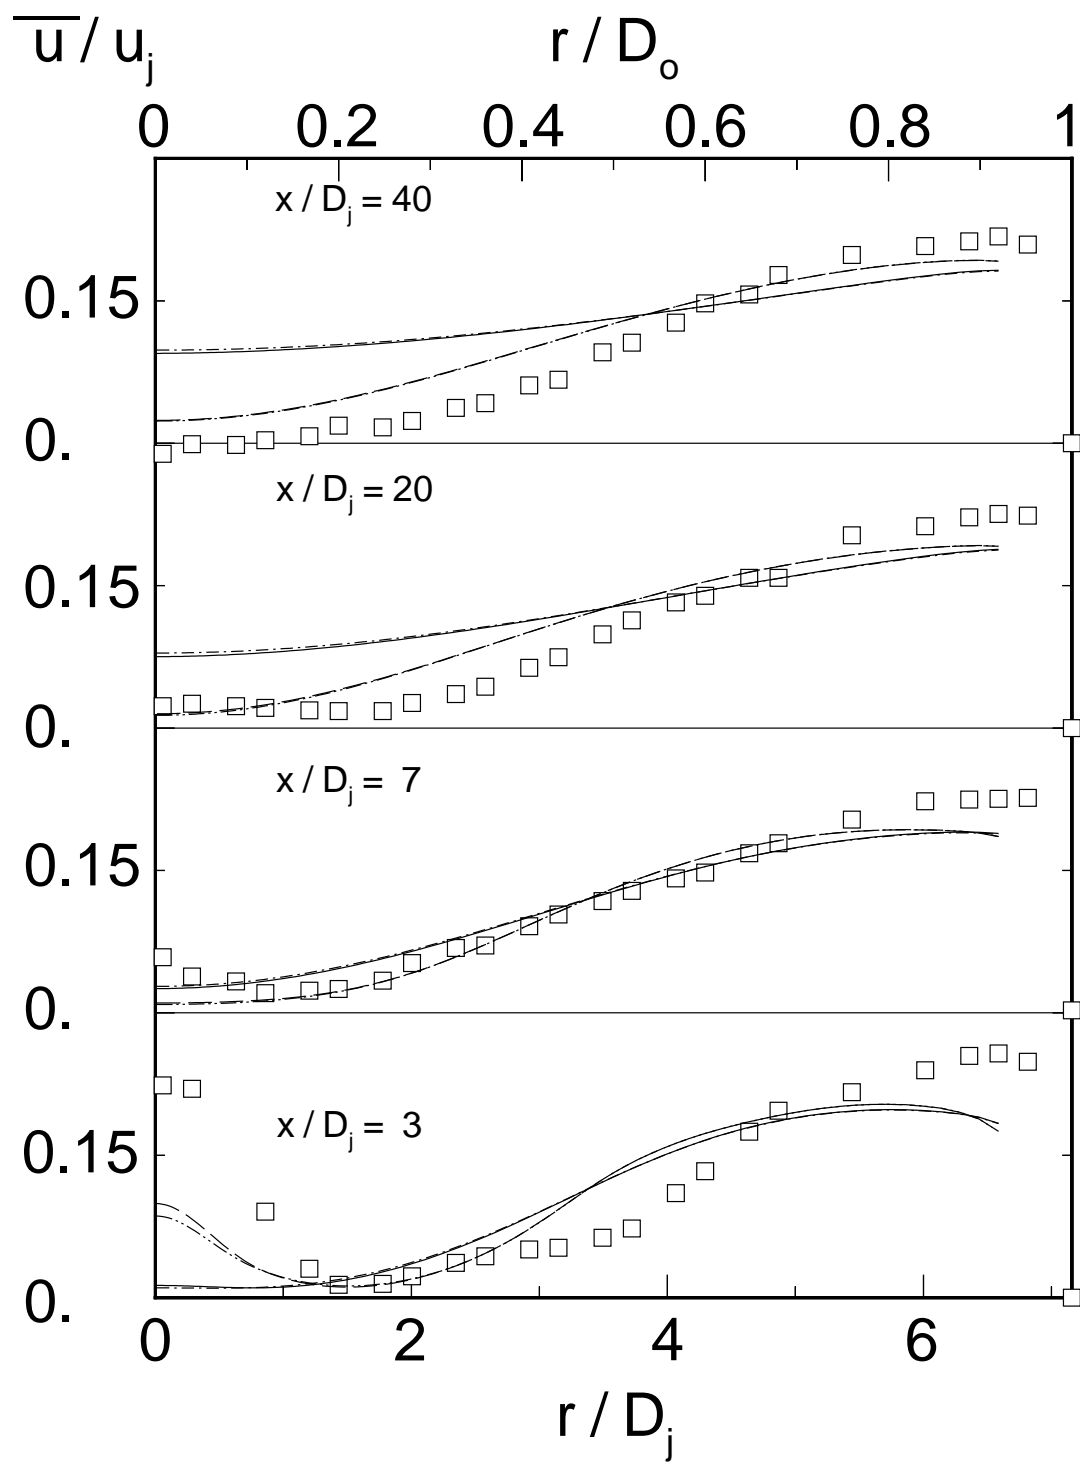 u / u_j r / D_o
0 0.2 0.4 0.6 0.8 1
x / D_j = 40
0.15
0.
x / D_j = 20
0.15
0.
x / D_j = 7
0.15
0.
x / D_j = 3
0.15
0.
0 2 4 6
r / D_j